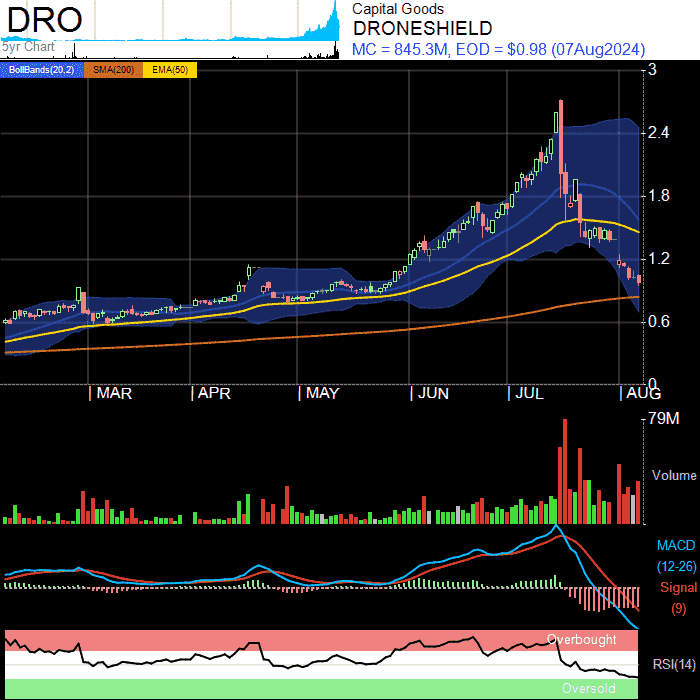 DRO
5yr Chart
Capital Goods
DRONESHIELD
MC = 845.3M, EOD = $0.98 (07Aug2024)
BollBands(20,2) SMA(200) EMA(50)
3
2.4
1.8
1.2
0.6
0
| MAR | APR | MAY | JUN | JUL | AUG
79M
Volume
MACD
(12-26)
Signal
(9)
Overbought
RSI(14)
Oversold